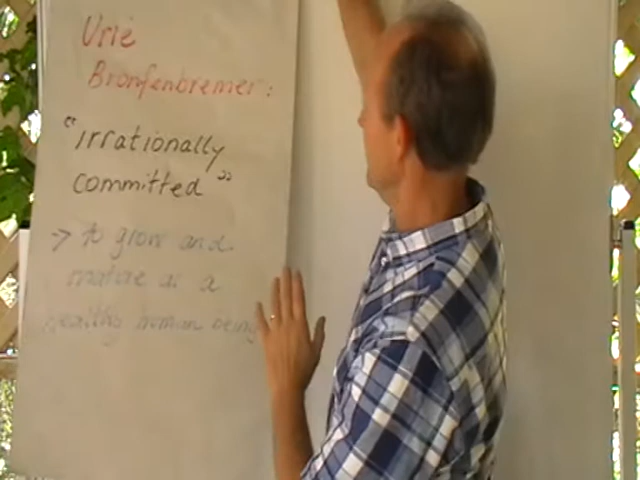 Urie
Bronfenbremer:
"irrationally
committed"
> to grow and
mature as a
healthy human being